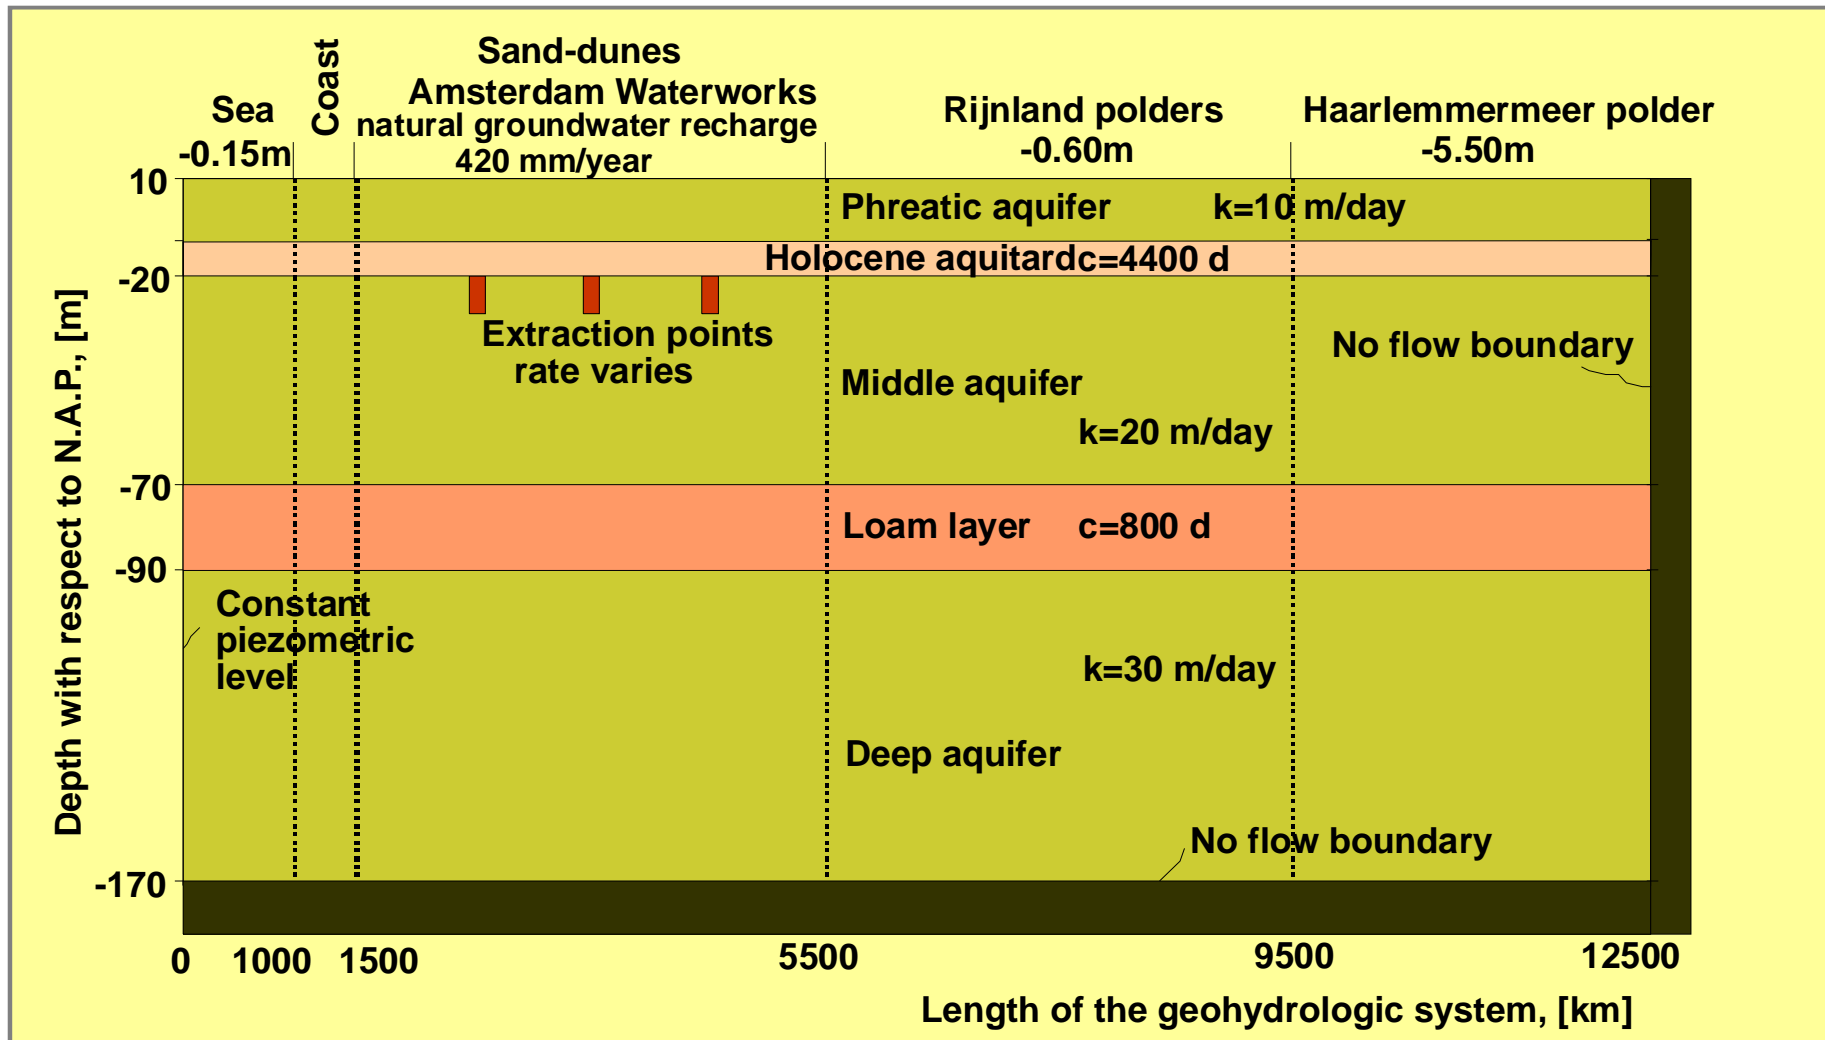 Sand-dunes
Amsterdam Waterworks
natural groundwater recharge
420 mm/year
Sea
-0.15m
Coast
Rijnland polders
-0.60m
Haarlemmermeer polder
-5.50m
10
-20
-70
-90
-170
Depth with respect to N.A.P., [m]
Phreatic aquifer k=10 m/day
Holocene aquitard c=4400 d
Extraction points
rate varies
No flow boundary
Middle aquifer
k=20 m/day
Loam layer c=800 d
Constant
piezometric
level
k=30 m/day
Deep aquifer
No flow boundary
0 1000 1500 5500 9500 12500
Length of the geohydrologic system, [km]